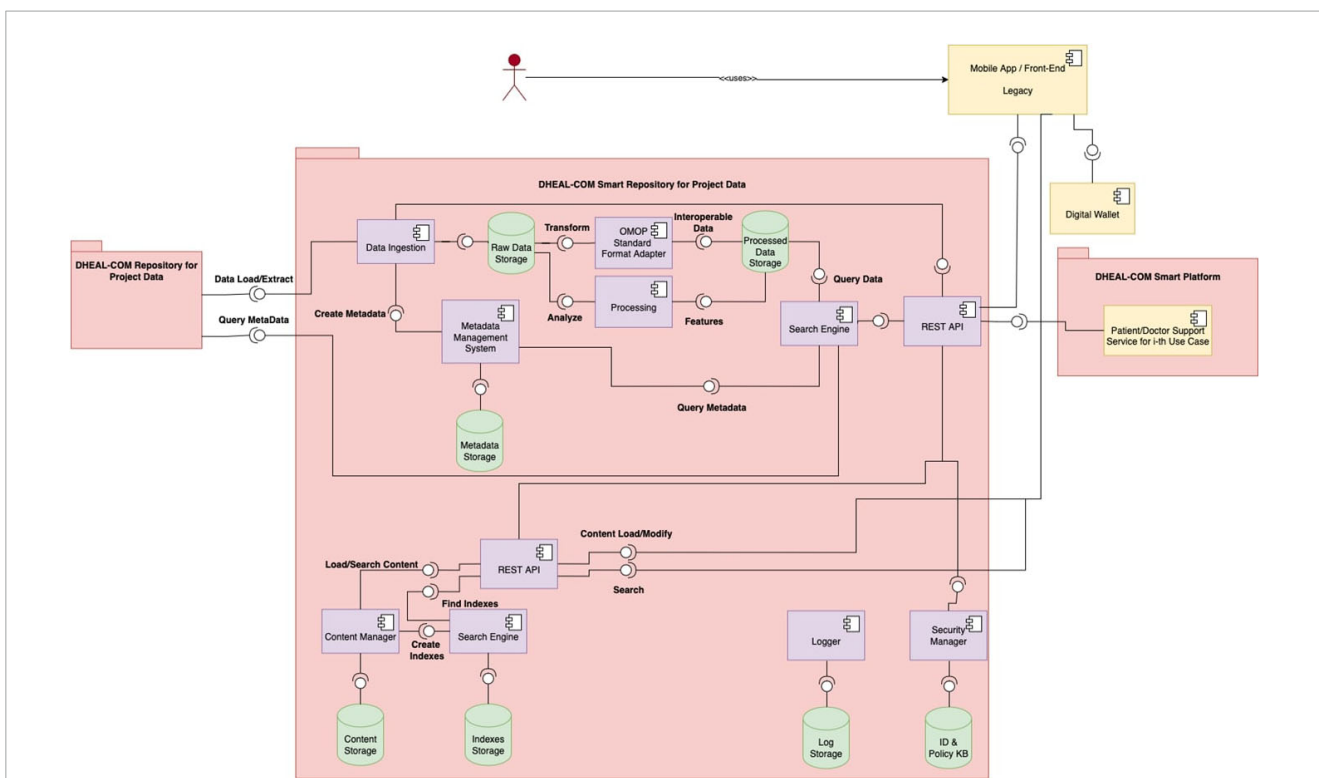 <<uses>>
Mobile App / Front-End
Legacy
Digital Wallet
DHEAL-COM Smart Repository for Project Data
DHEAL-COM Repository for
Project Data
Data Load/Extract
Query MetaData
Data Ingestion
Raw Data
Storage
Transform
OMOP
Standard
Format Adapter
Interoperable
Data
Processed
Data
Storage
Create Metadata
Analyze
Processing
Features
Query Data
Metadata
Management
System
Search Engine
REST API
DHEAL-COM Smart Platform
Patient/Doctor Support
Service for i-th Use Case
Query Metadata
Metadata
Storage
Content Load/Modify
Load/Search Content
REST API
Search
Find Indexes
Content Manager
Create
Indexes
Search Engine
Logger
Security
Manager
Content
Storage
Indexes
Storage
Log
Storage
ID &
Policy KB